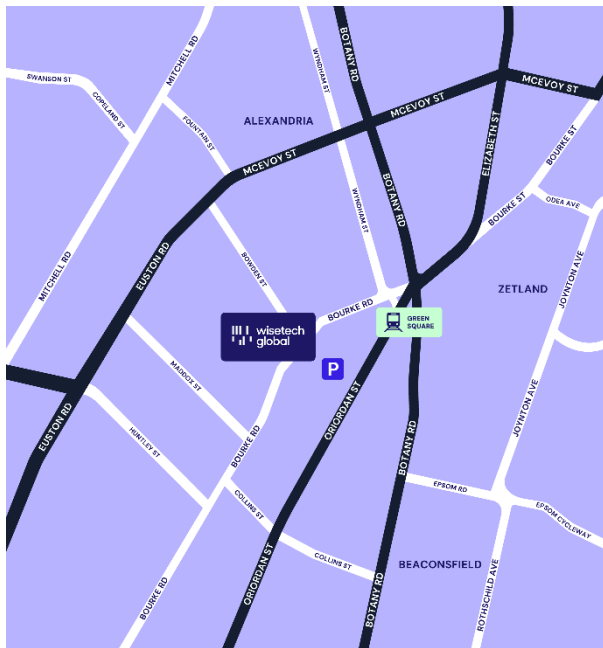 SWANSON ST
COPELAND ST
MITCHELL RD
FOUNTAIN ST
ALEXANDRIA
WYNDHAM ST
BOTANY RD
MCEVOY ST
MCEVOY ST
MCEVOY ST
ELIZABETH ST
BOURKE ST
BOURKE ST
ODEA AVE
WYNDHAM ST
BOTANY RD
MITCHELL RD
EUSTON RD
BOWDEN ST
BOURKE RD
ZETLAND
JOYNTON AVE
wisetech
global
GREEN
SQUARE
P
MADDOX ST
ORIORDAN ST
JOYNTON AVE
EUSTON RD
HUNTLEY ST
BOURKE RD
BOTANY RD
EPSOM RD
EPSOM CYCLEWAY
COLLINS ST
COLLINS ST
BEACONSFIELD
BOURKE RD
ORIORDAN ST
BOTANY RD
ROTHSCHILD AVE